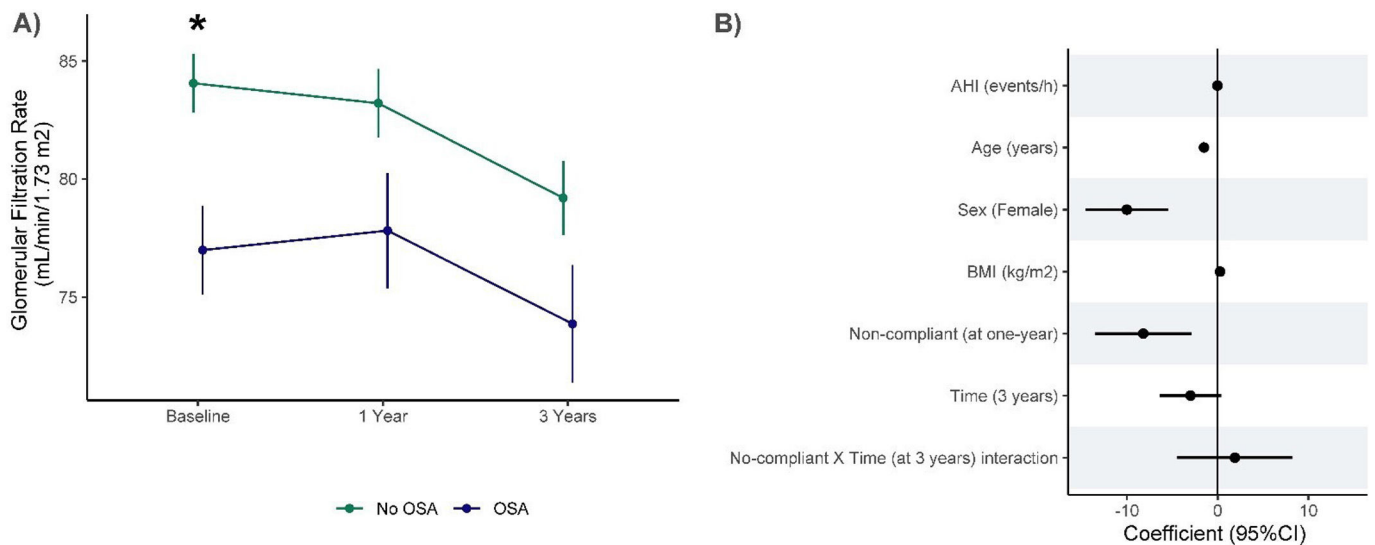 A)
*
Glomerular Filtration Rate
(mL/min/1.73 m2)
85
80
75
Baseline
1 Year
3 Years
No OSA
OSA
B)
AHI (events/h)
Age (years)
Sex (Female)
BMI (kg/m2)
Non-compliant (at one-year)
Time (3 years)
No-compliant X Time (at 3 years) interaction
-10
0
10
Coefficient (95%CI)